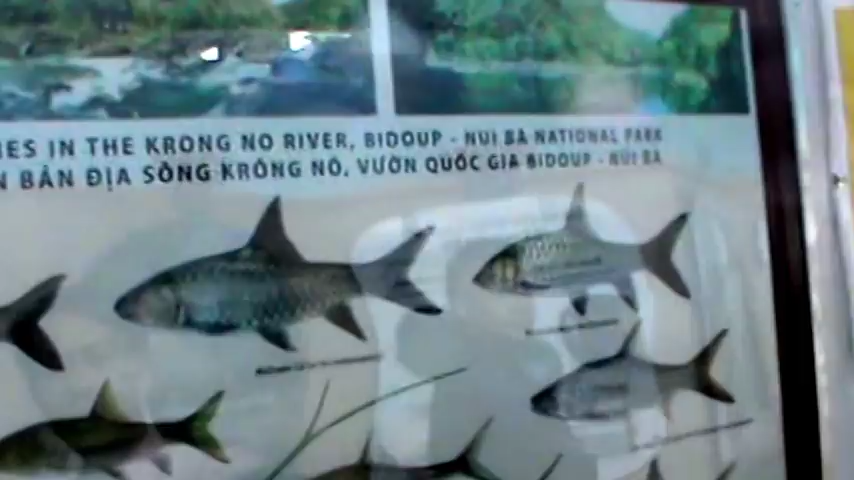 IES IN THE KRONG NO RIVER, BIDOUP - NUI BA NATIONAL PARK
N BẢN ĐỊA SÔNG KRÔNG NÔ, VƯỜN QUỐC GIA BIDOUP - NÚI BÀ